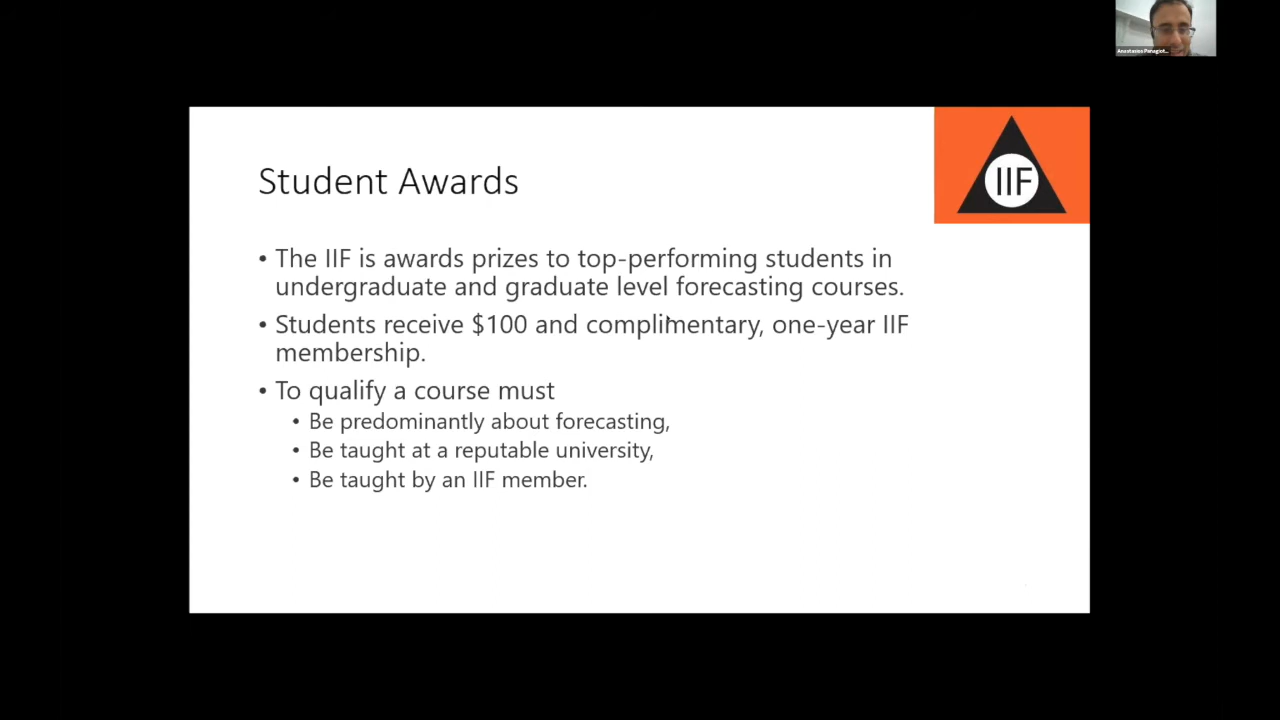 Anastasios Panagiot...
IIF
Student Awards
• The IIF is awards prizes to top-performing students in
undergraduate and graduate level forecasting courses.
• Students receive $100 and complimentary, one-year IIF
membership.
• To qualify a course must
• Be predominantly about forecasting,
• Be taught at a reputable university,
• Be taught by an IIF member.